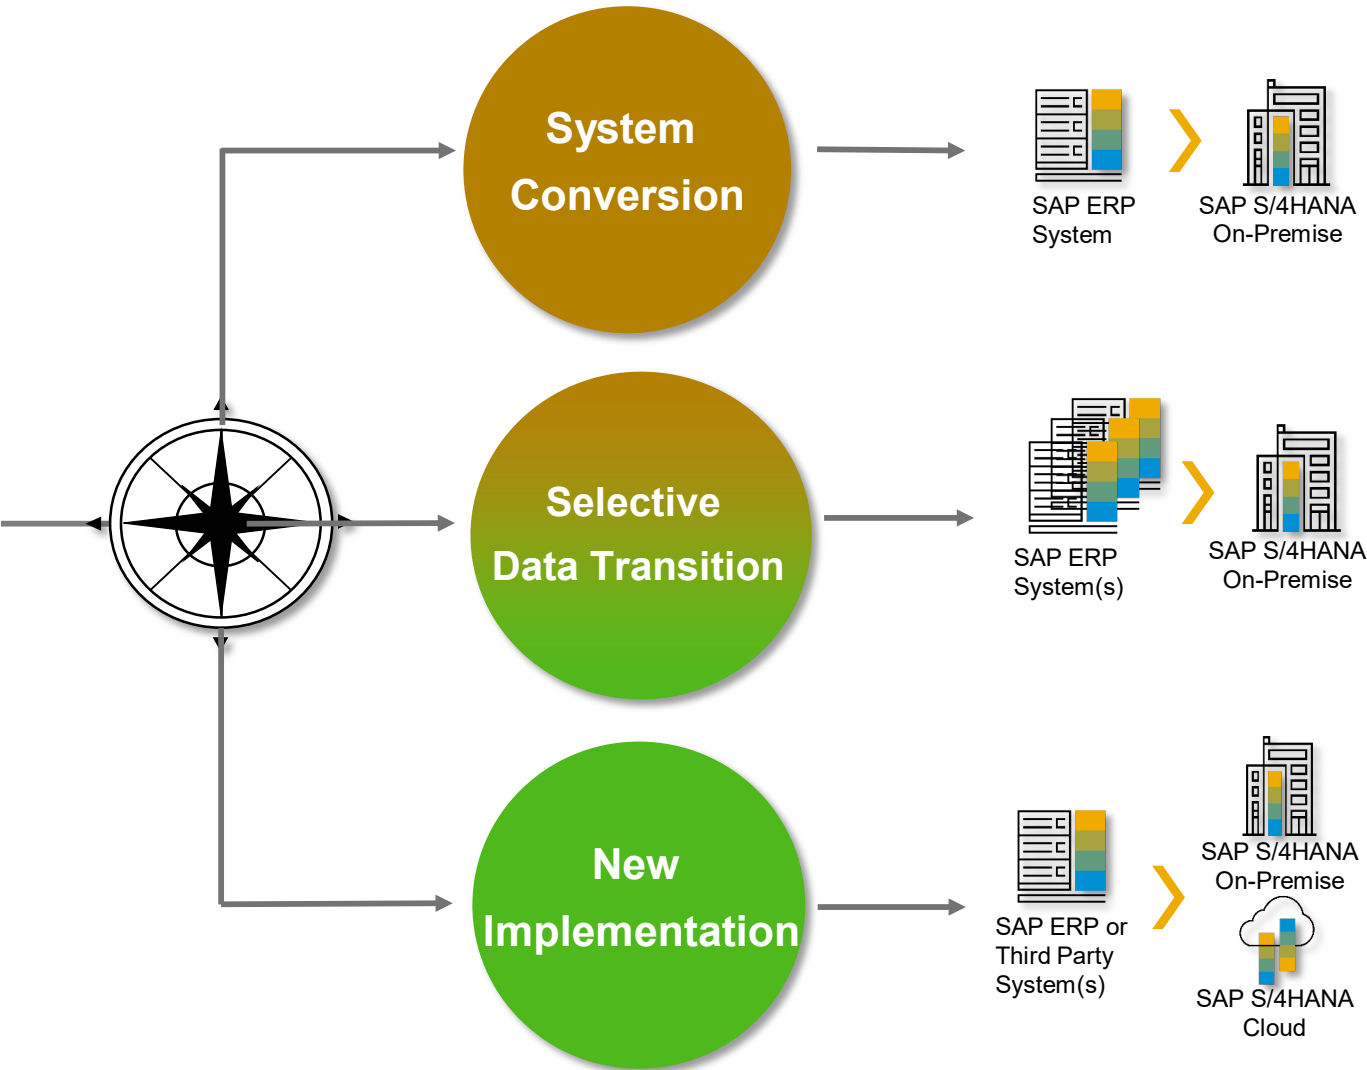 System
Conversion
SAP ERP
System
SAP S/4HANA
On-Premise
Selective
Data Transition
SAP ERP
System(s)
SAP S/4HANA
On-Premise
New
Implementation
SAP ERP or
Third Party
System(s)
SAP S/4HANA
On-Premise
SAP S/4HANA
Cloud